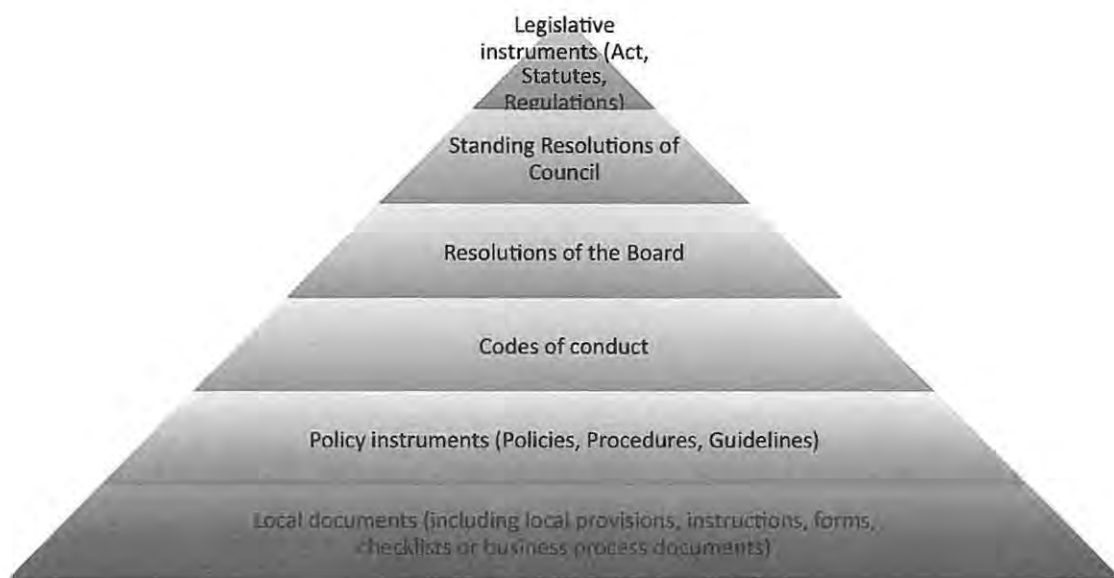 Legislative
instruments (Act,
Statutes,
Regulations)
Standing Resolutions of
Council
Resolutions of the Board
Codes of conduct
Policy instruments (Policies, Procedures, Guidelines)
Local documents (including local provisions, instructions, forms,
checklists or business process documents)